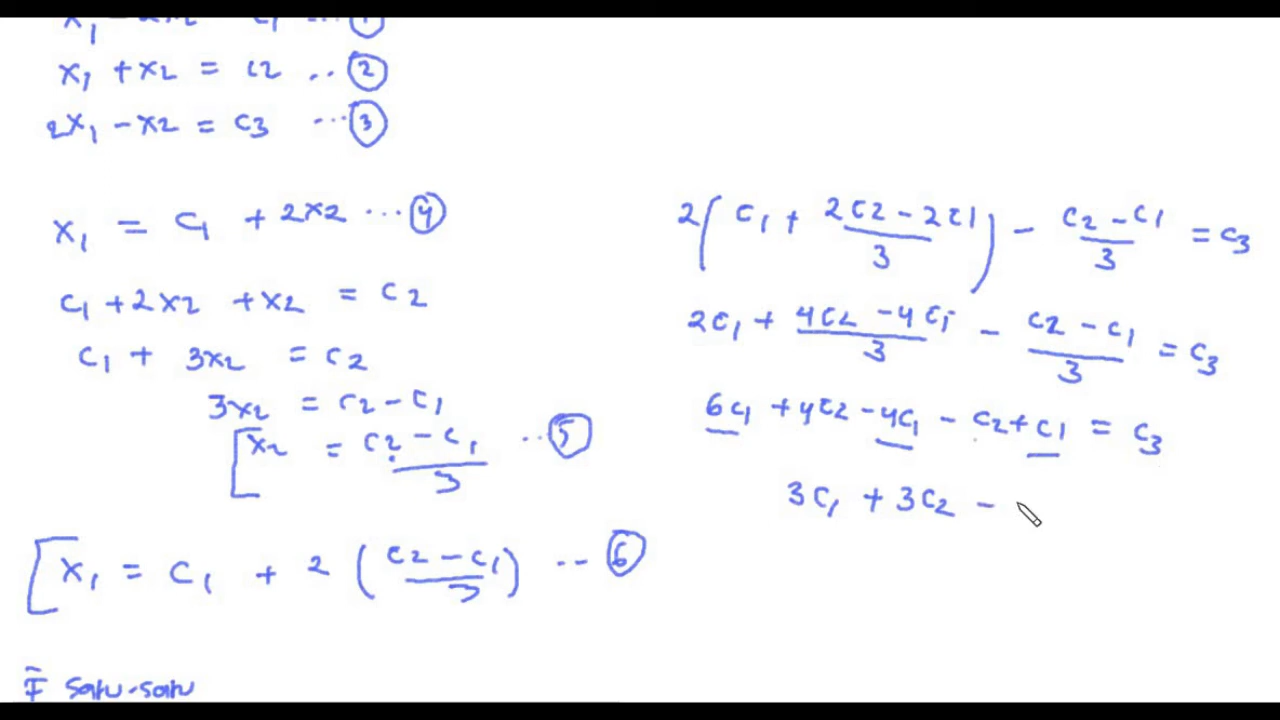 x₁ + x₂ = c₂ .. ②
2x₁ - x₂ = c₃ ... ③
x₁ = c₁ + 2x₂ ... ④
c₁ + 2x₂ + x₂ = c₂
c₁ + 3x₂ = c₂
3x₂ = c₂ - c₁
[x₂ = (c₂ - c₁)/3 .. ⑤
[x₁ = c₁ + 2 ((c₂ - c₁)/3) -- ⑥
satu-satu
2(c₁ + (2c₂ - 2c₁)/3) - (c₂ - c₁)/3 = c₃
2c₁ + (4c₂ - 4c₁)/3 - (c₂ - c₁)/3 = c₃
6c₁ + 4c₂ - 4c₁ - c₂ + c₁ = c₃
3c₁ + 3c₂ -